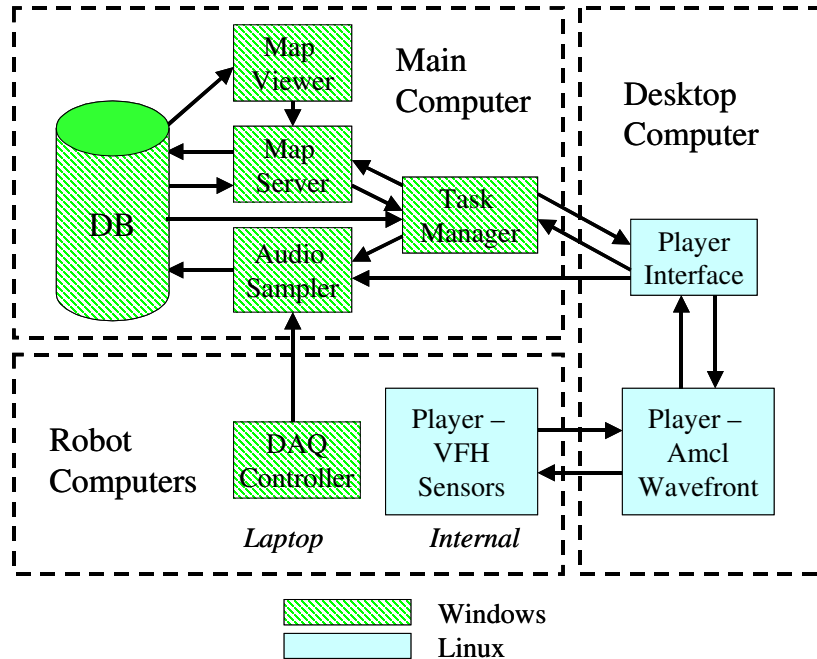 Map
Viewer
Main
Computer
Desktop
Computer
DB
Map
Server
Task
Manager
Audio
Sampler
Player
Interface
Robot
Computers
DAQ
Controller
Laptop
Player –
VFH
Sensors
Internal
Player –
Amcl
Wavefront
Windows
Linux